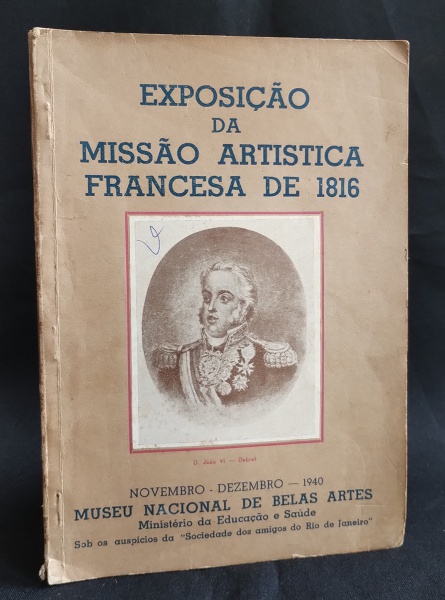 EXPOSIÇÃO
DA
MISSÃO ARTISTICA
FRANCESA DE 1816
D. João VI — Debret
NOVEMBRO - DEZEMBRO — 1940
MUSEU NACIONAL DE BELAS ARTES
Ministério da Educação e Saúde
Sob os auspícios da "Sociedade dos amigos do Rio de Janeiro"